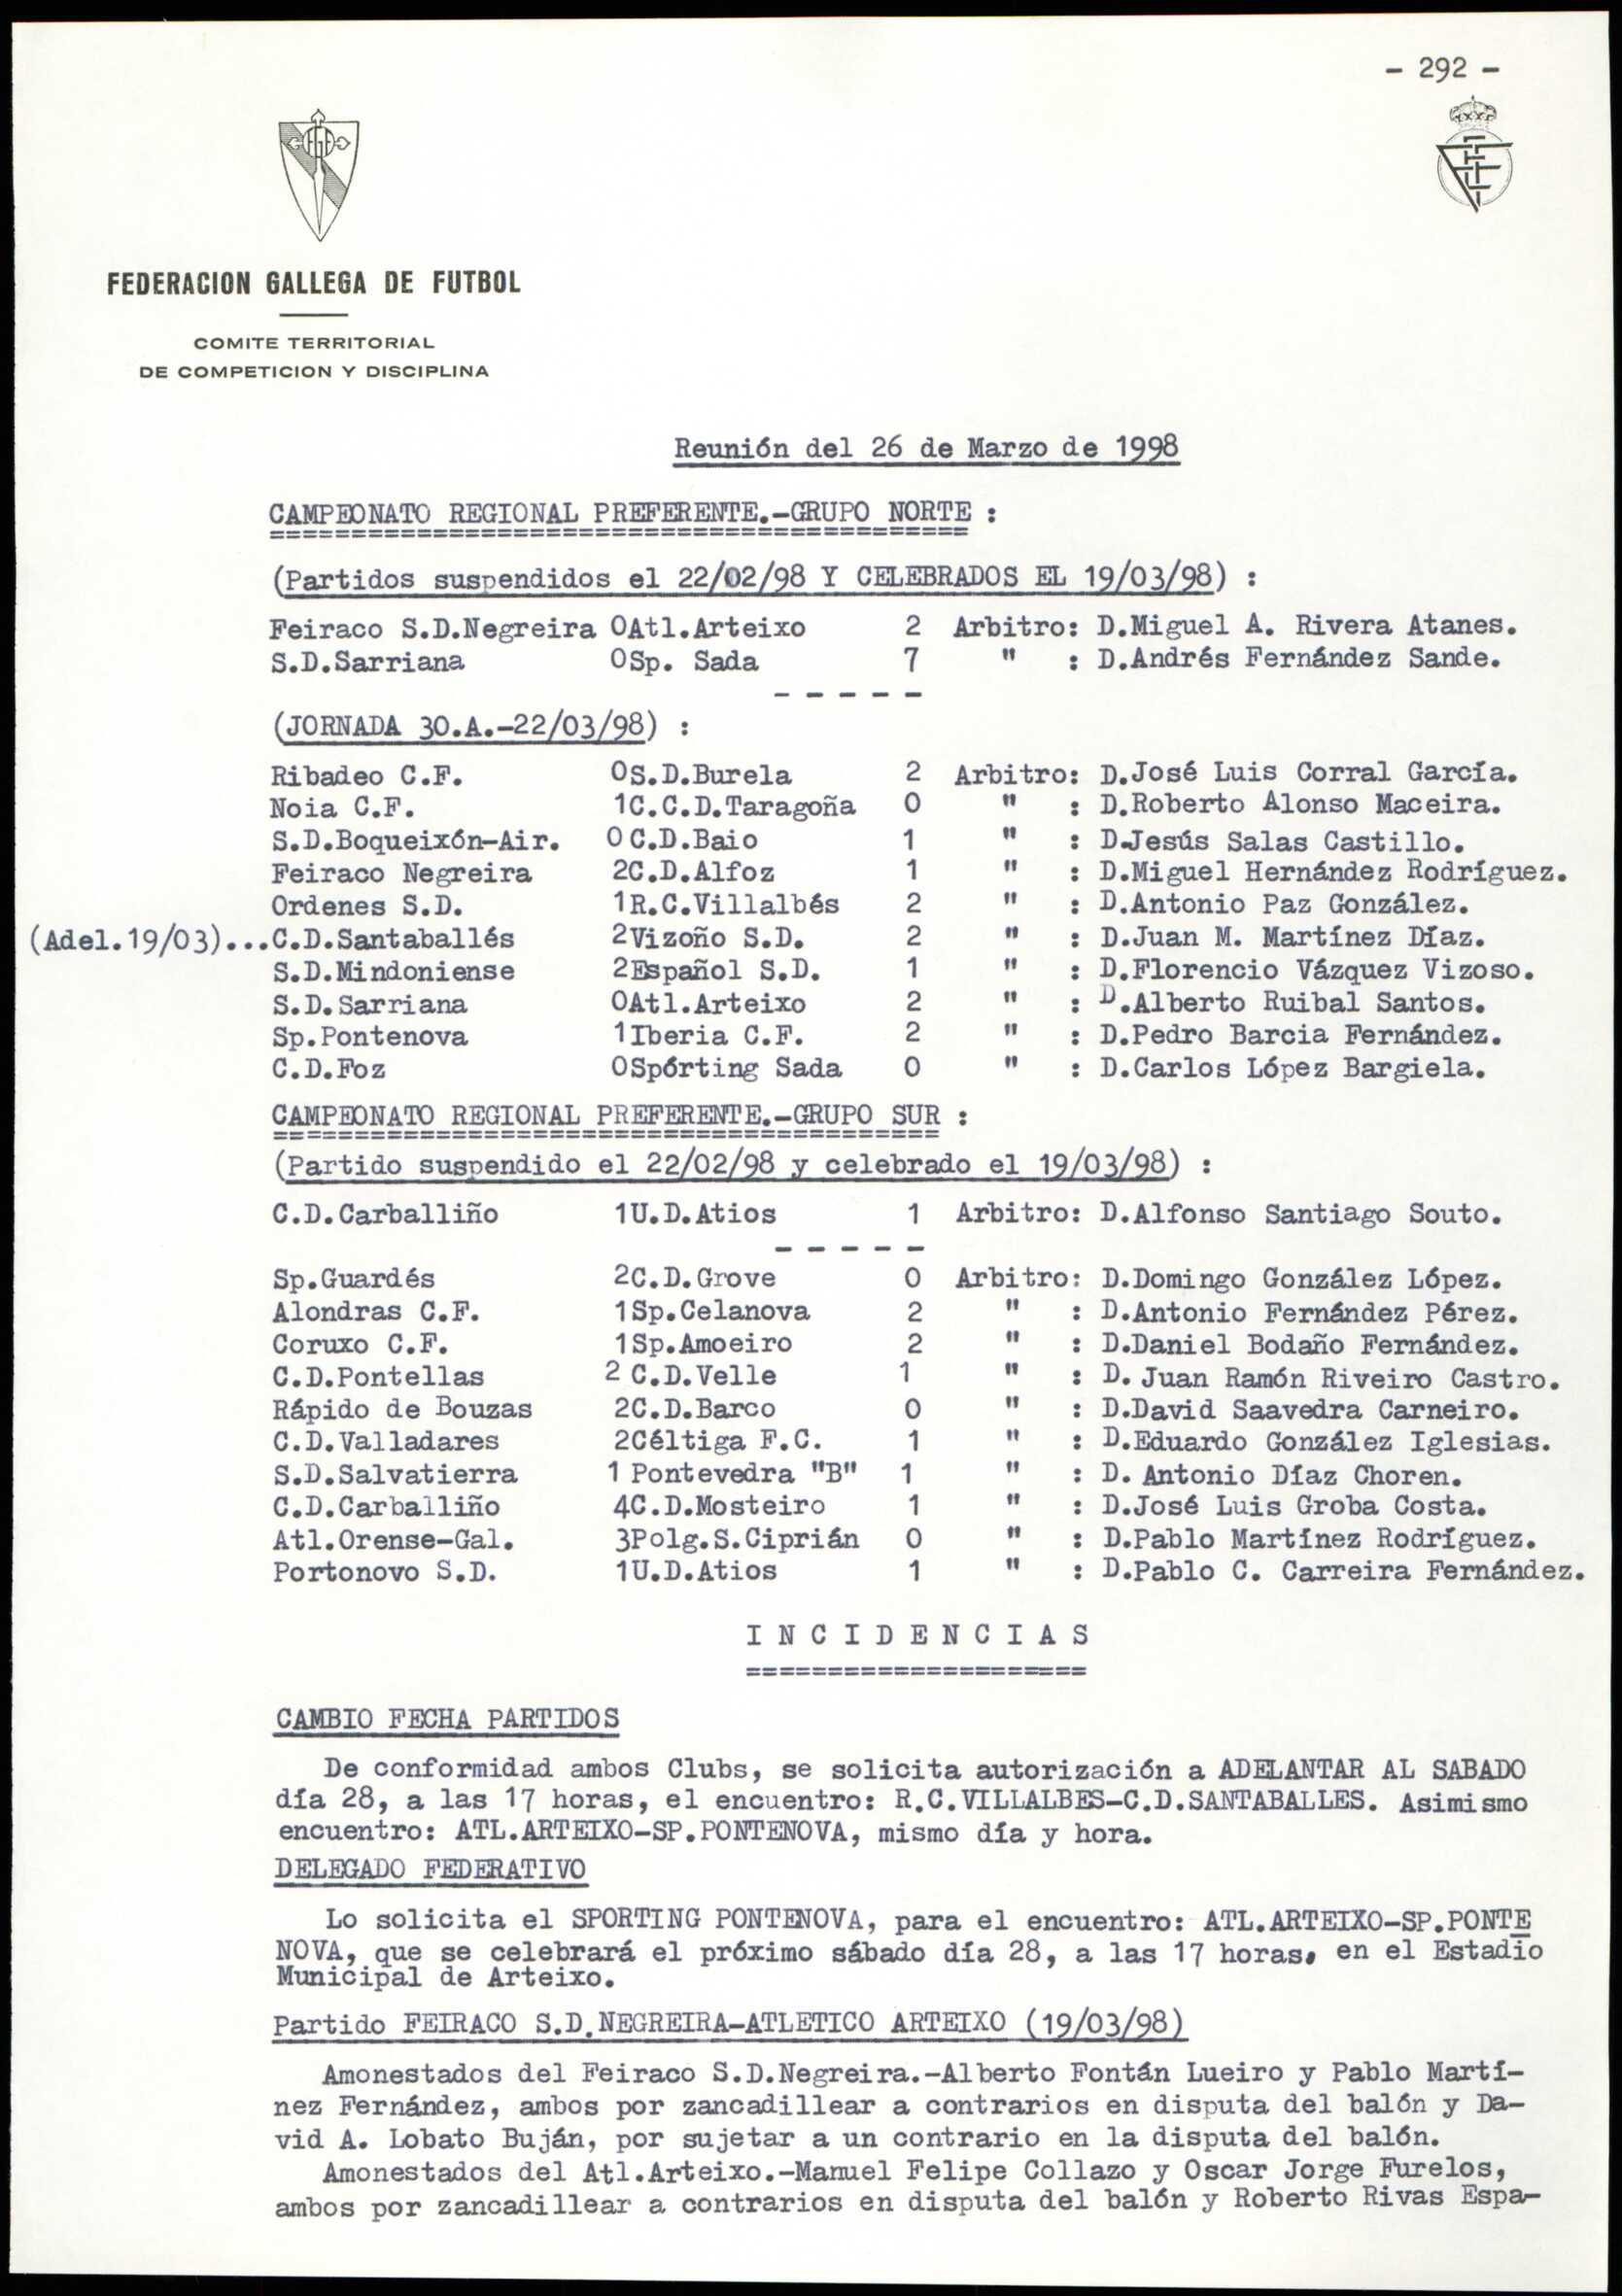 - 292 -
FEDERACION GALLEGA DE FUTBOL
COMITE TERRITORIAL
DE COMPETICION Y DISCIPLINA
Reunión del 26 de Marzo de 1998
CAMPEONATO REGIONAL PREFERENTE.-GRUPO NORTE :
(Partidos suspendidos el 22/02/98 Y CELEBRADOS EL 19/03/98) :
Feiraco S.D.Negreira 0 Atl.Arteixo 2 Arbitro: D.Miguel A. Rivera Atanes.
S.D.Sarriana 0 Sp. Sada 7 " : D.Andrés Fernández Sande.
- - - - -
(JORNADA 30.A.-22/03/98) :
Ribadeo C.F. 0 S.D.Burela 2 Arbitro: D.José Luis Corral García.
Noia C.F. 1 C.C.D.Taragoña 0 " : D.Roberto Alonso Maceira.
S.D.Boqueixón-Air. 0 C.D.Baio 1 " : D.Jesús Salas Castillo.
Feiraco Negreira 2 C.D.Alfoz 1 " : D.Miguel Hernández Rodríguez.
Ordenes S.D. 1 R.C.Villalbés 2 " : D.Antonio Paz González.
(Adel.19/03)...C.D.Santaballés 2 Vizoño S.D. 2 " : D.Juan M. Martínez Díaz.
S.D.Mindoniense 2 Español S.D. 1 " : D.Florencio Vázquez Vizoso.
S.D.Sarriana 0 Atl.Arteixo 2 " : D.Alberto Ruibal Santos.
Sp.Pontenova 1 Iberia C.F. 2 " : D.Pedro Barcia Fernández.
C.D.Foz 0 Spórting Sada 0 " : D.Carlos López Bargiela.
CAMPEONATO REGIONAL PREFERENTE.-GRUPO SUR :
(Partido suspendido el 22/02/98 y celebrado el 19/03/98) :
C.D.Carballiño 1 U.D.Atios 1 Arbitro: D.Alfonso Santiago Souto.
- - - - -
Sp.Guardés 2 C.D.Grove 0 Arbitro: D.Domingo González López.
Alondras C.F. 1 Sp.Celanova 2 " : D.Antonio Fernández Pérez.
Coruxo C.F. 1 Sp.Amoeiro 2 " : D.Daniel Bodaño Fernández.
C.D.Pontellas 2 C.D.Velle 1 " : D. Juan Ramón Riveiro Castro.
Rápido de Bouzas 2 C.D.Barco 0 " : D.David Saavedra Carneiro.
C.D.Valladares 2 Céltiga F.C. 1 " : D.Eduardo González Iglesias.
S.D.Salvatierra 1 Pontevedra "B" 1 " : D. Antonio Díaz Choren.
C.D.Carballiño 4 C.D.Mosteiro 1 " : D.José Luis Groba Costa.
Atl.Orense-Gal. 3 Polg.S.Ciprián 0 " : D.Pablo Martínez Rodríguez.
Portonovo S.D. 1 U.D.Atios 1 " : D.Pablo C. Carreira Fernández.
I N C I D E N C I A S
CAMBIO FECHA PARTIDOS
De conformidad ambos Clubs, se solicita autorización a ADELANTAR AL SABADO
día 28, a las 17 horas, el encuentro: R.C.VILLALBES-C.D.SANTABALLES. Asimismo
encuentro: ATL.ARTEIXO-SP.PONTENOVA, mismo día y hora.
DELEGADO FEDERATIVO
Lo solicita el SPORTING PONTENOVA, para el encuentro: ATL.ARTEIXO-SP.PONTE
NOVA, que se celebrará el próximo sábado día 28, a las 17 horas, en el Estadio
Municipal de Arteixo.
Partido FEIRACO S.D.NEGREIRA-ATLETICO ARTEIXO (19/03/98)
Amonestados del Feiraco S.D.Negreira.-Alberto Fontán Lueiro y Pablo Martí-
nez Fernández, ambos por zancadillear a contrarios en disputa del balón y Da-
vid A. Lobato Buján, por sujetar a un contrario en la disputa del balón.
Amonestados del Atl.Arteixo.-Manuel Felipe Collazo y Oscar Jorge Furelos,
ambos por zancadillear a contrarios en disputa del balón y Roberto Rivas Espa-